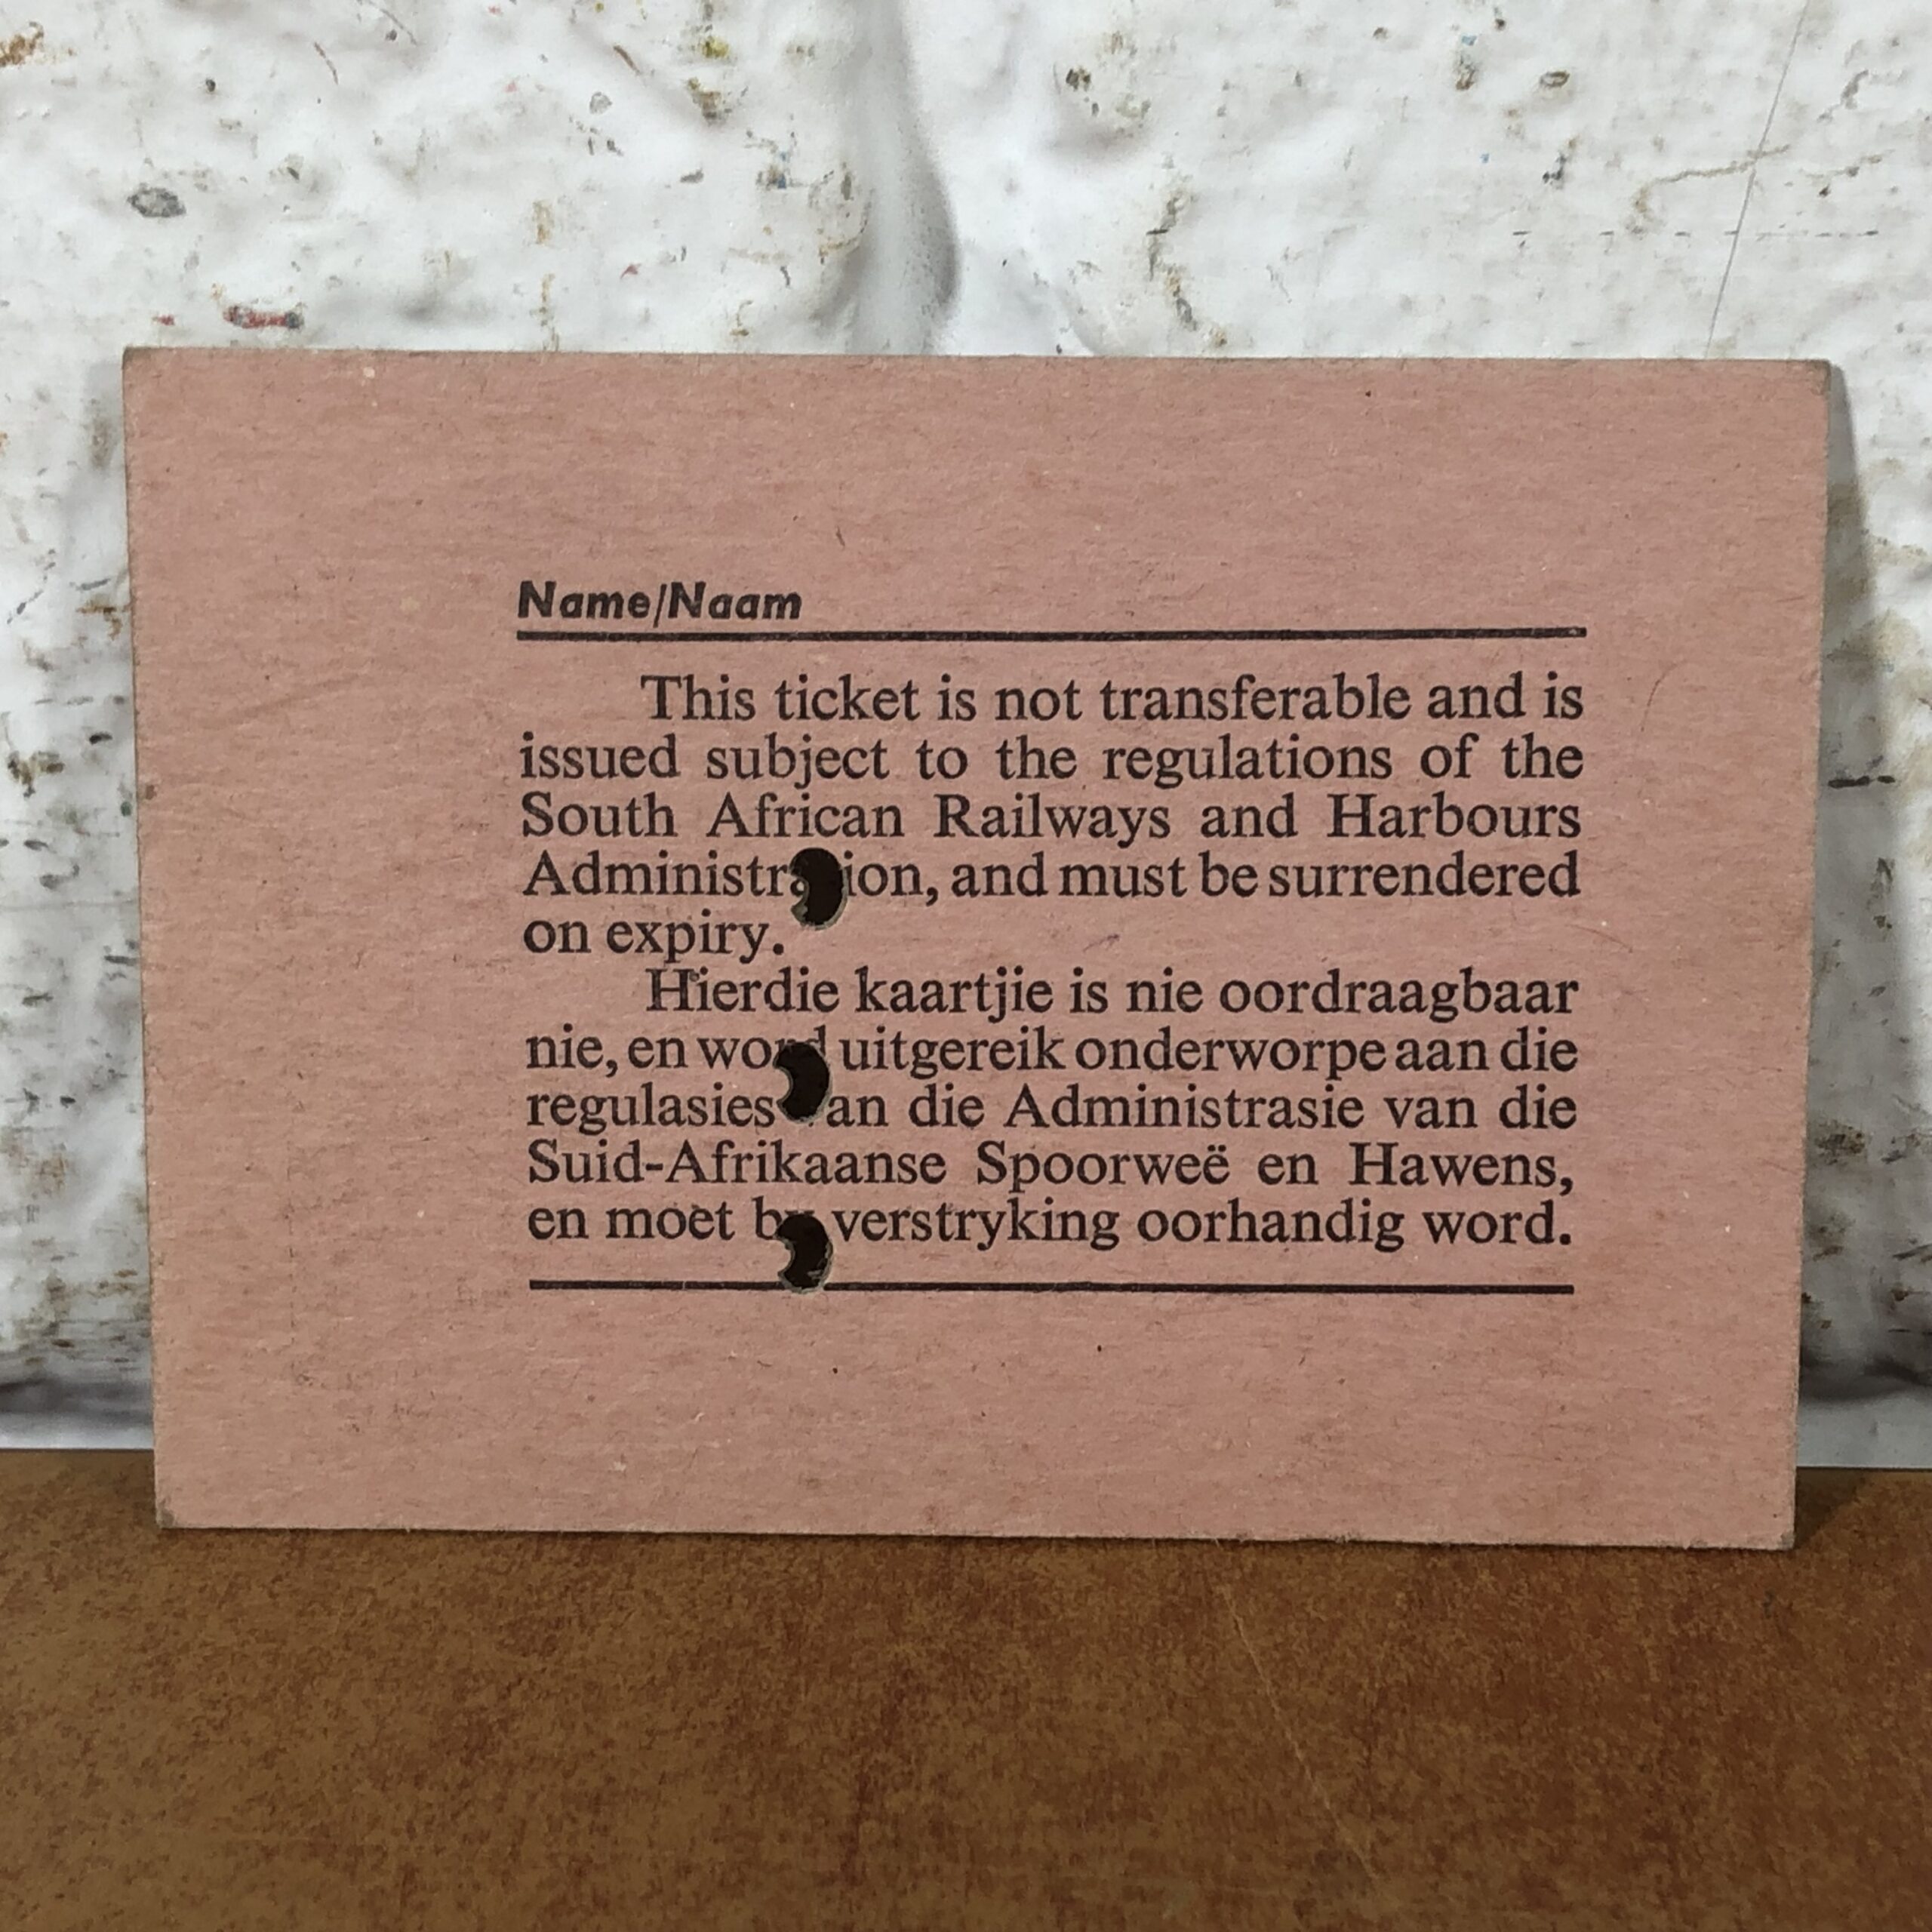 Name/Naam
This ticket is not transferable and is
issued subject to the regulations of the
South African Railways and Harbours
Administration, and must be surrendered
on expiry.
Hierdie kaartjie is nie oordraagbaar
nie, en word uitgereik onderworpe aan die
regulasies van die Administrasie van die
Suid-Afrikaanse Spoorweë en Hawens,
en moet by verstryking oorhandig word.